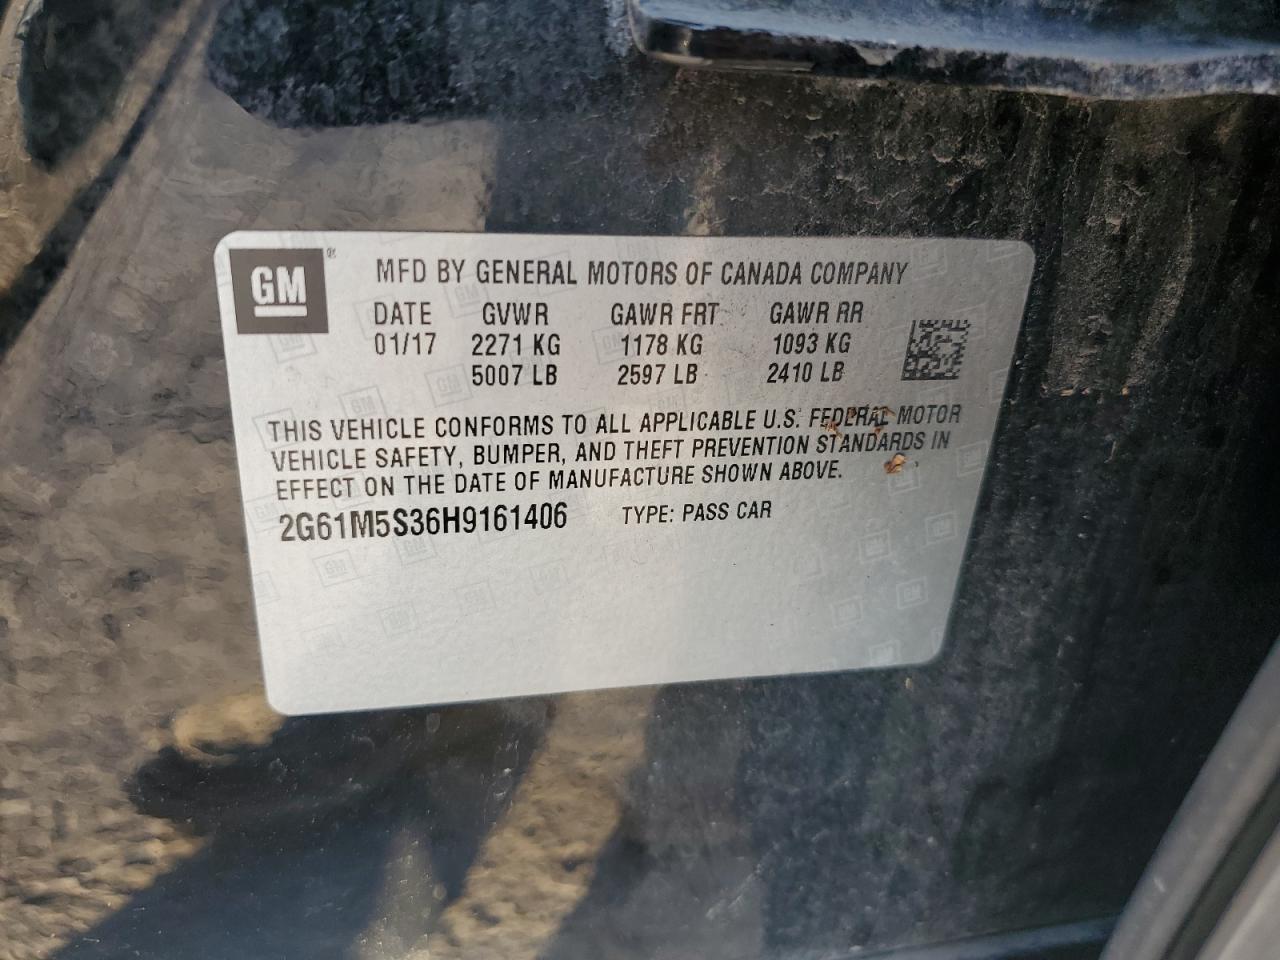 GM
MFD BY GENERAL MOTORS OF CANADA COMPANY
DATE GVWR GAWR FRT GAWR RR
01/17 2271 KG 1178 KG 1093 KG
5007 LB 2597 LB 2410 LB
THIS VEHICLE CONFORMS TO ALL APPLICABLE U.S. FEDERAL MOTOR
VEHICLE SAFETY, BUMPER, AND THEFT PREVENTION STANDARDS IN
EFFECT ON THE DATE OF MANUFACTURE SHOWN ABOVE.
2G61M5S36H9161406 TYPE: PASS CAR